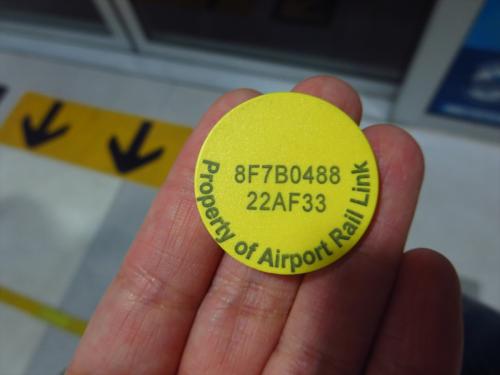 8F7B0488
22AF33
Property of Airport Rail Link